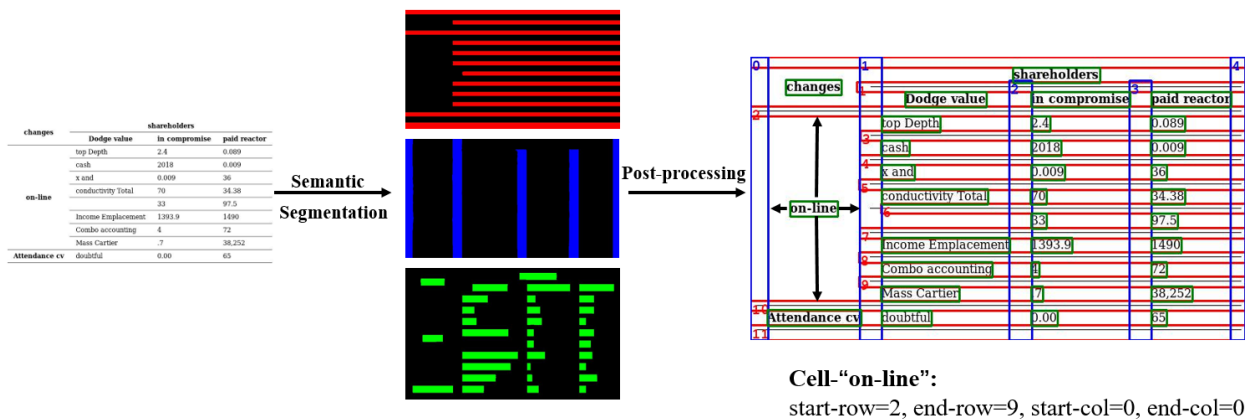 shareholders
changes
Dodge value in compromise paid reactor
top Depth 2.4 0.089
cash 2018 0.009
x and 0.009 36
conductivity Total 70 34.38
on-line
33 97.5
Income Emplacement 1393.9 1490
Combo accounting 4 72
Mass Cartier .7 38,252
Attendance cv doubtful 0.00 65
Semantic
Segmentation
Post-processing
0 1 4
shareholders
changes
2 3
1
Dodge value in compromise paid reactor
2
top Depth 2.4 0.089
3
cash 2018 0.009
4
x and 0.009 36
5
conductivity Total 70 34.38
on-line
6
33 97.5
7
Income Emplacement 1393.9 1490
8
Combo accounting 4 72
9
Mass Cartier .7 38,252
10
Attendance cv doubtful 0.00 65
11
Cell-“on-line”:
start-row=2, end-row=9, start-col=0, end-col=0